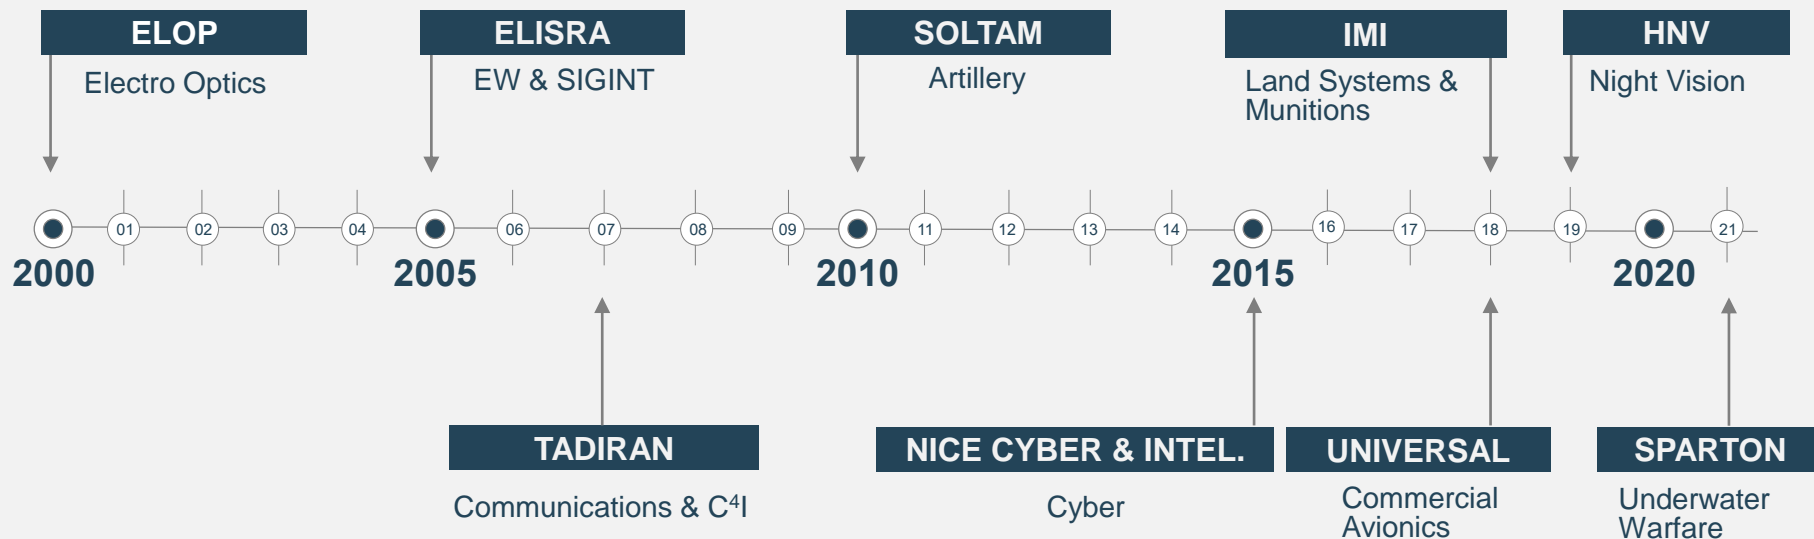 ELOP
Electro Optics
ELISRA
EW & SIGINT
SOLTAM
Artillery
IMI
Land Systems &
Munitions
HNV
Night Vision
01 02 03 04 06 07 08 09 11 12 13 14 16 17 18 19 21
2000 2005 2010 2015 2020
TADIRAN
Communications & C⁴I
NICE CYBER & INTEL.
Cyber
UNIVERSAL
Commercial
Avionics
SPARTON
Underwater
Warfare